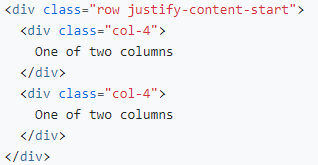 <div class="row justify-content-start">
  <div class="col-4">
    One of two columns
  </div>
  <div class="col-4">
    One of two columns
  </div>
</div>